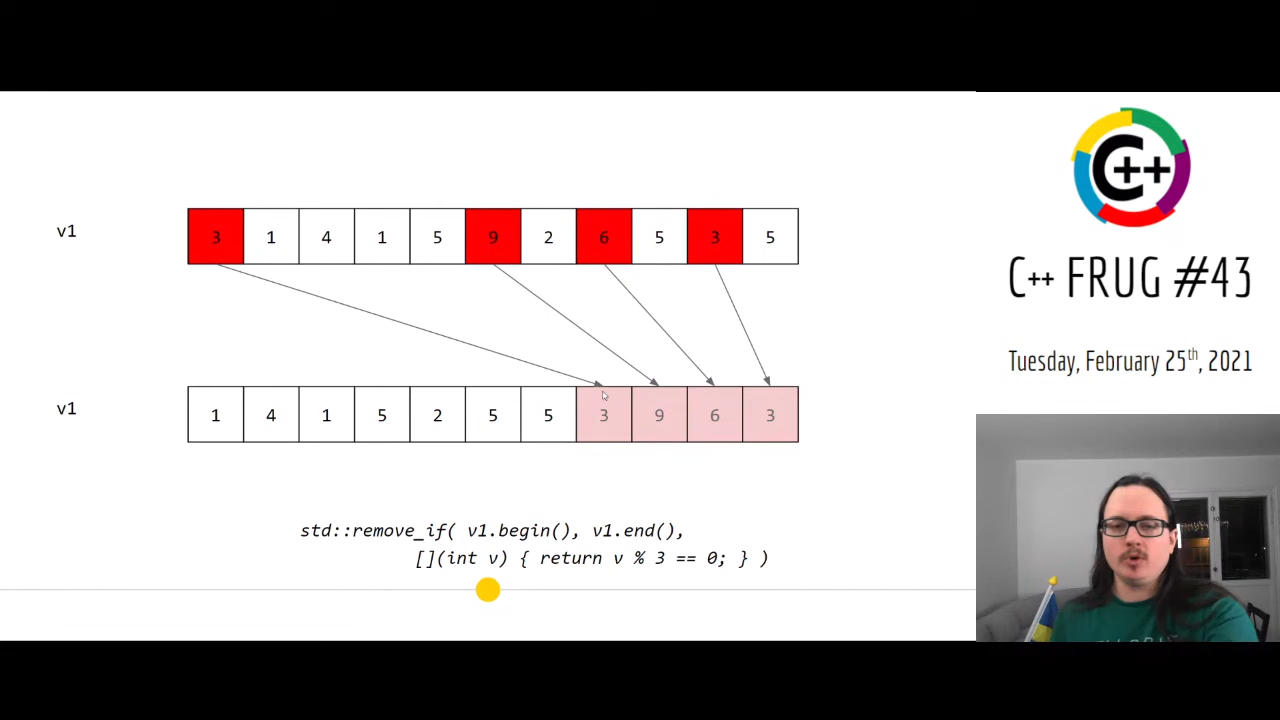 v1
3 1 4 1 5 9 2 6 5 3 5
v1
1 4 1 5 2 5 5 3 9 6 3
std::remove_if( v1.begin(), v1.end(),
[](int v) { return v % 3 == 0; } )
C++
C++ FRUG #43
Tuesday, February 25th, 2021